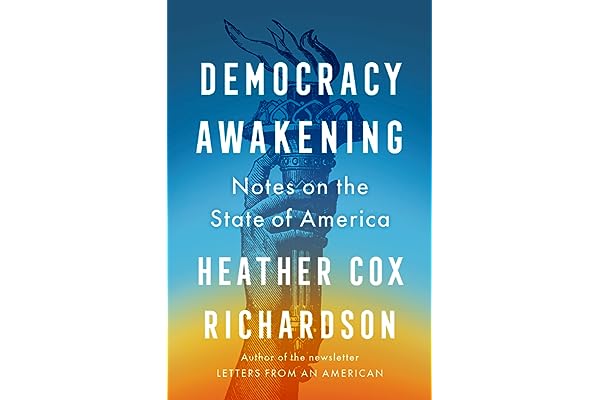 DEMOCRACY
AWAKENING
Notes on the
State of America
HEATHER COX
RICHARDSON
Author of the newsletter
LETTERS FROM AN AMERICAN